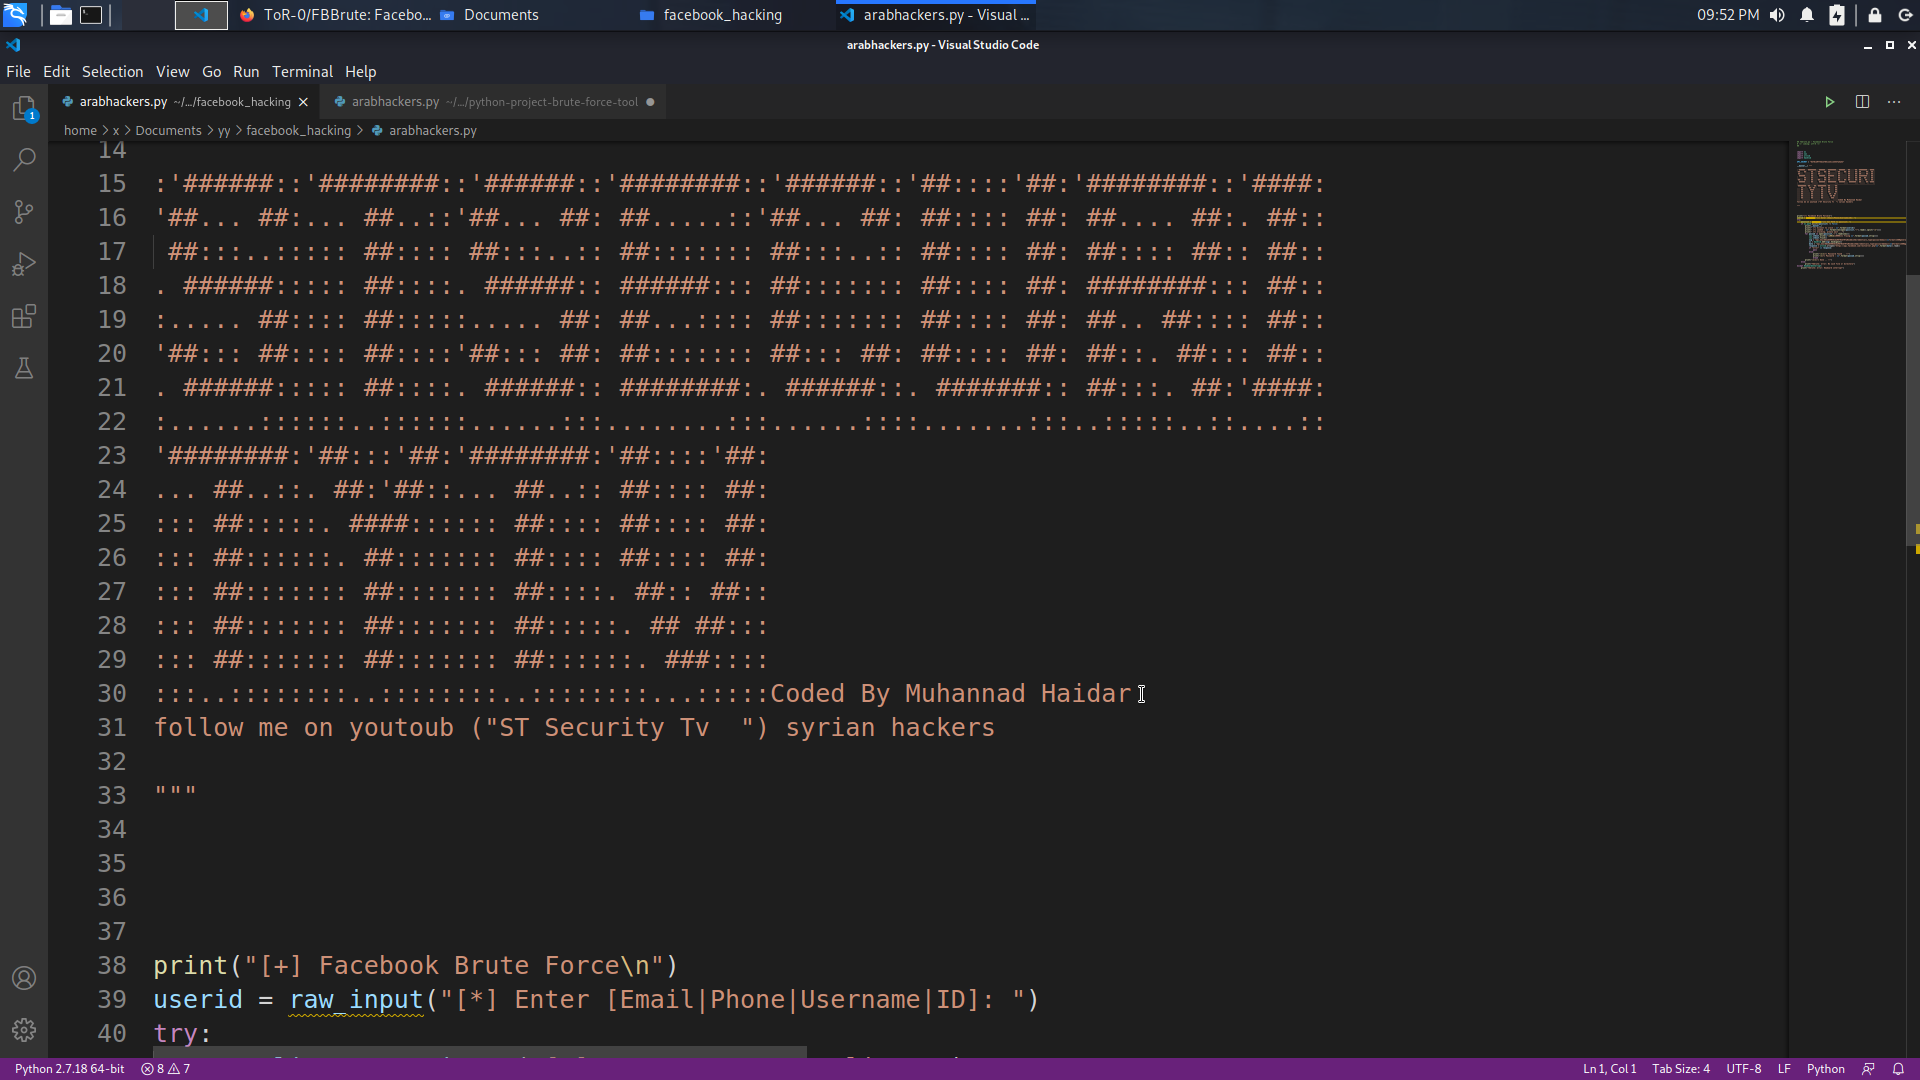 ToR-0/FBBrute: Facebo... Documents facebook_hacking arabhackers.py - Visual ... 09:52 PM
arabhackers.py - Visual Studio Code
File Edit Selection View Go Run Terminal Help
arabhackers.py ~/.../facebook_hacking arabhackers.py ~/.../python-project-brute-force-tool
1
home > x > Documents > yy > facebook_hacking > arabhackers.py
14
15 :'######::'########::'######::'########::'######::'##::::'##:'########::'####:
16 '##... ##:... ##..::'##... ##: ##.....::'##... ##: ##:::: ##: ##.... ##:. ##::
17  ##:::..::::: ##:::: ##:::..:: ##::::::: ##:::..:: ##:::: ##: ##:::: ##:: ##::
18 . ######::::: ##::::. ######:: ######::: ##::::::: ##:::: ##: ########::: ##::
19 :..... ##:::: ##:::::..... ##: ##...:::: ##::::::: ##:::: ##: ##.. ##:::: ##::
20 '##::: ##:::: ##::::'##::: ##: ##::::::: ##::: ##: ##:::: ##: ##::. ##::: ##::
21 . ######::::: ##::::. ######:: ########:. ######::. #######:: ##:::. ##:'####:
22 :......::::::..::::::......:::........:::......::::.......:::..:::::..::....::
23 '########:'##:::'##:'########:'##::::'##:
24 ... ##..::. ##:'##::... ##..:: ##:::: ##:
25 ::: ##:::::. ####:::::: ##:::: ##:::: ##:
26 ::: ##::::::. ##::::::: ##:::: ##:::: ##:
27 ::: ##::::::: ##::::::: ##::::. ##:: ##::
28 ::: ##::::::: ##::::::: ##:::::. ## ##:::
29 ::: ##::::::: ##::::::: ##::::::. ###::::
30 :::..::::::::..::::::::..::::::::...:::::Coded By Muhannad Haidar
31 follow me on youtoub ("ST Security Tv  ") syrian hackers
32
33 """
34
35
36
37
38 print("[+] Facebook Brute Force\n")
39 userid = raw_input("[*] Enter [Email|Phone|Username|ID]: ")
40 try:
Python 2.7.18 64-bit 8 7 Ln 1, Col 1 Tab Size: 4 UTF-8 LF Python